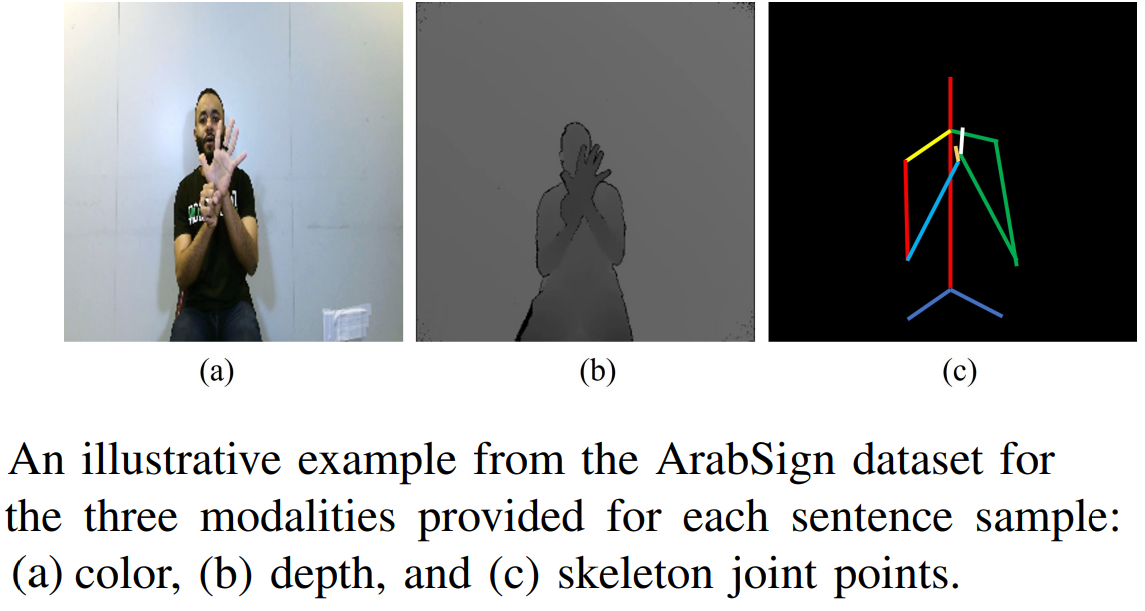 (a)
(b)
(c)
An illustrative example from the ArabSign dataset for
the three modalities provided for each sentence sample:
(a) color, (b) depth, and (c) skeleton joint points.